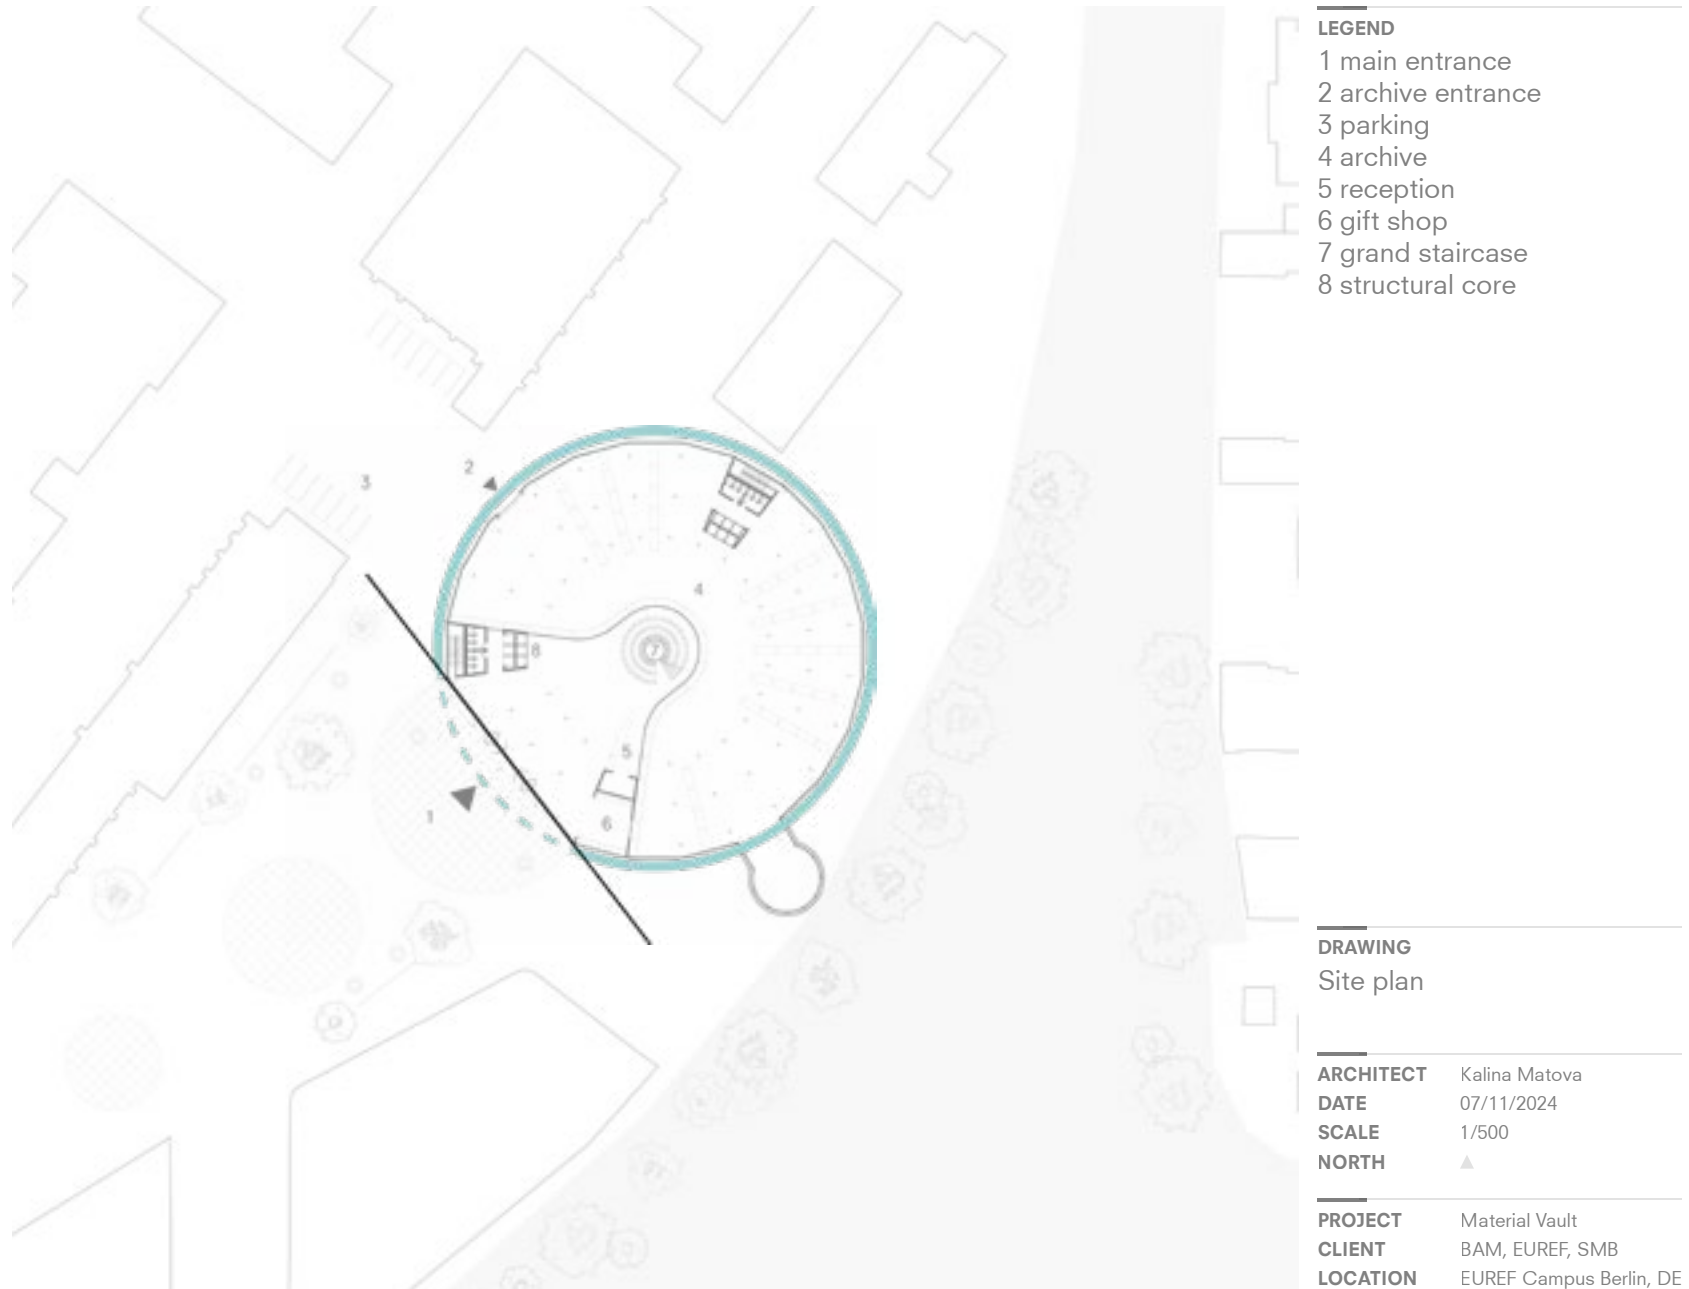 2
3
4
8
7
5
1
6
LEGEND
1 main entrance
2 archive entrance
3 parking
4 archive
5 reception
6 gift shop
7 grand staircase
8 structural core
DRAWING
Site plan
ARCHITECT Kalina Matova
DATE 07/11/2024
SCALE 1/500
NORTH
PROJECT Material Vault
CLIENT BAM, EUREF, SMB
LOCATION EUREF Campus Berlin, DE